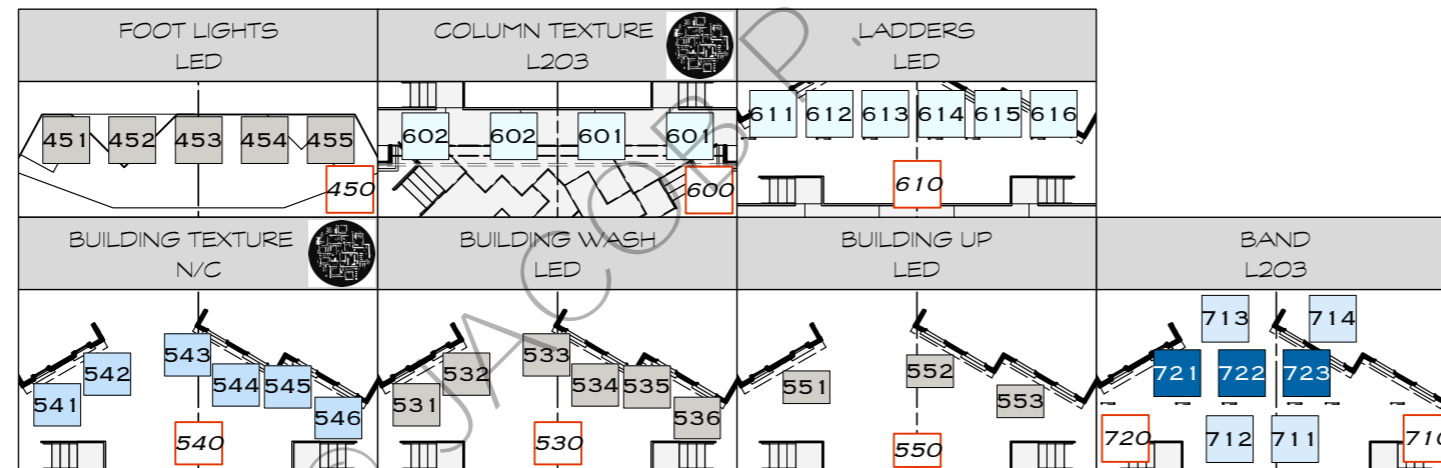 FOOT LIGHTS
LED
COLUMN TEXTURE
L203
LADDERS
LED
451 452 453 454 455
450
602 602 601 601
600
611 612 613 614 615 616
610
BUILDING TEXTURE
N/C
BUILDING WASH
LED
BUILDING UP
LED
BAND
L203
541 542 543 544 545 546
540
531 532 533 534 535 536
530
551 552 553
550
713 714
721 722 723
720 712 711 710
© JACOB P.